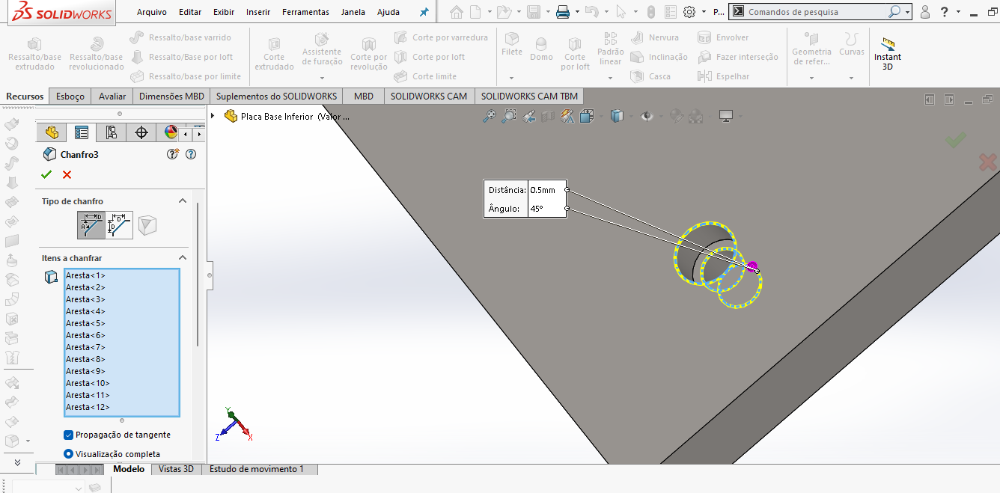 SOLIDWORKS Arquivo Editar Exibir Inserir Ferramentas Janela Ajuda P... Comandos de pesquisa ?
Ressalto/base extrudado
Ressalto/base revolucionado
Ressalto/base varrido
Ressalto/Base por loft
Ressalto/base por limite
Corte extrudado
Assistente de furação
Corte por revolução
Corte por varredura
Corte por loft
Corte limite
Filete
Domo
Corte por loft
Padrão linear
Nervura
Inclinação
Casca
Envolver
Fazer interseção
Espelhar
Geometria de refer...
Curvas
Instant 3D
Recursos Esboço Avaliar Dimensões MBD Suplementos do SOLIDWORKS MBD SOLIDWORKS CAM SOLIDWORKS CAM TBM
Placa Base Inferior (Valor ...
Chanfro3
Tipo de chanfro
Itens a chanfrar
Aresta<1>
Aresta<2>
Aresta<3>
Aresta<4>
Aresta<5>
Aresta<6>
Aresta<7>
Aresta<8>
Aresta<9>
Aresta<10>
Aresta<11>
Aresta<12>
Propagação de tangente
Visualização completa
Distância: 0.5mm
Ângulo: 45°
Y
Z X
Modelo Vistas 3D Estudo de movimento 1